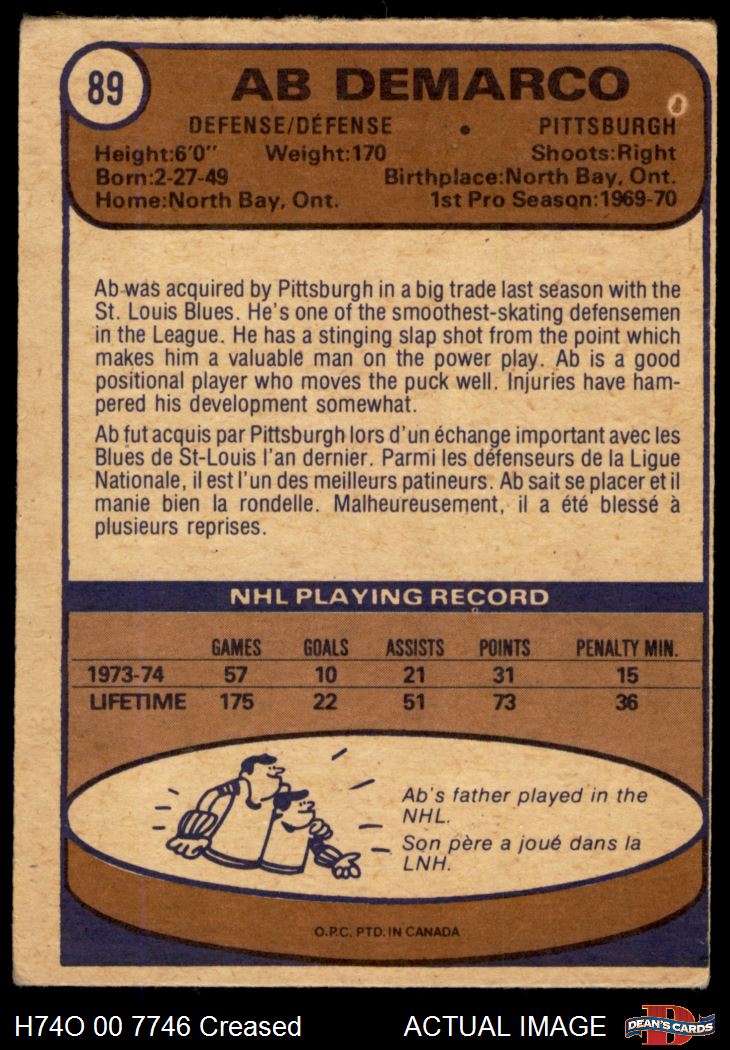 89
AB DEMARCO
DEFENSE/DÉFENSE • PITTSBURGH
Height:6'0" Weight:170 Shoots:Right
Born:2-27-49 Birthplace:North Bay, Ont.
Home:North Bay, Ont. 1st Pro Season:1969-70
Ab was acquired by Pittsburgh in a big trade last season with the
St. Louis Blues. He's one of the smoothest-skating defensemen
in the League. He has a stinging slap shot from the point which
makes him a valuable man on the power play. Ab is a good
positional player who moves the puck well. Injuries have ham-
pered his development somewhat.
Ab fut acquis par Pittsburgh lors d'un échange important avec les
Blues de St-Louis l'an dernier. Parmi les défenseurs de la Ligue
Nationale, il est l'un des meilleurs patineurs. Ab sait se placer et il
manie bien la rondelle. Malheureusement, il a été blessé à
plusieurs reprises.
NHL PLAYING RECORD
GAMES GOALS ASSISTS POINTS PENALTY MIN.
1973-74 57 10 21 31 15
LIFETIME 175 22 51 73 36
Ab's father played in the
NHL.
Son père a joué dans la
LNH.
O.P.C. PTD. IN CANADA
H74O 00 7746 Creased ACTUAL IMAGE
D
DEAN'S CARDS